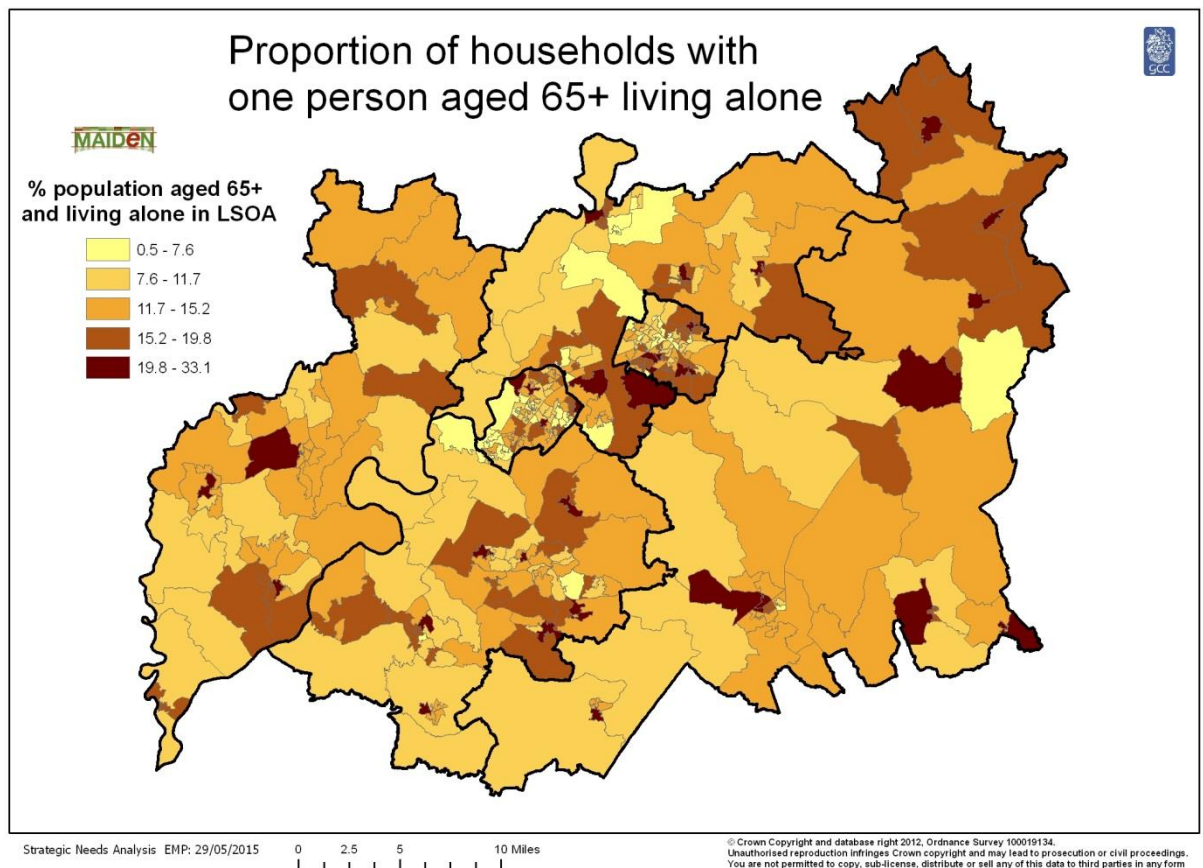 Proportion of households with
one person aged 65+ living alone
gcc
MAIDeN
% population aged 65+
and living alone in LSOA
0.5 - 7.6
7.6 - 11.7
11.7 - 15.2
15.2 - 19.8
19.8 - 33.1
Strategic Needs Analysis EMP: 29/05/2015
0 2.5 5 10 Miles
© Crown Copyright and database right 2012, Ordnance Survey 100019134.
Unauthorised reproduction infringes Crown copyright and may lead to prosecution or civil proceedings.
You are not permitted to copy, sub-license, distribute or sell any of this data to third parties in any form